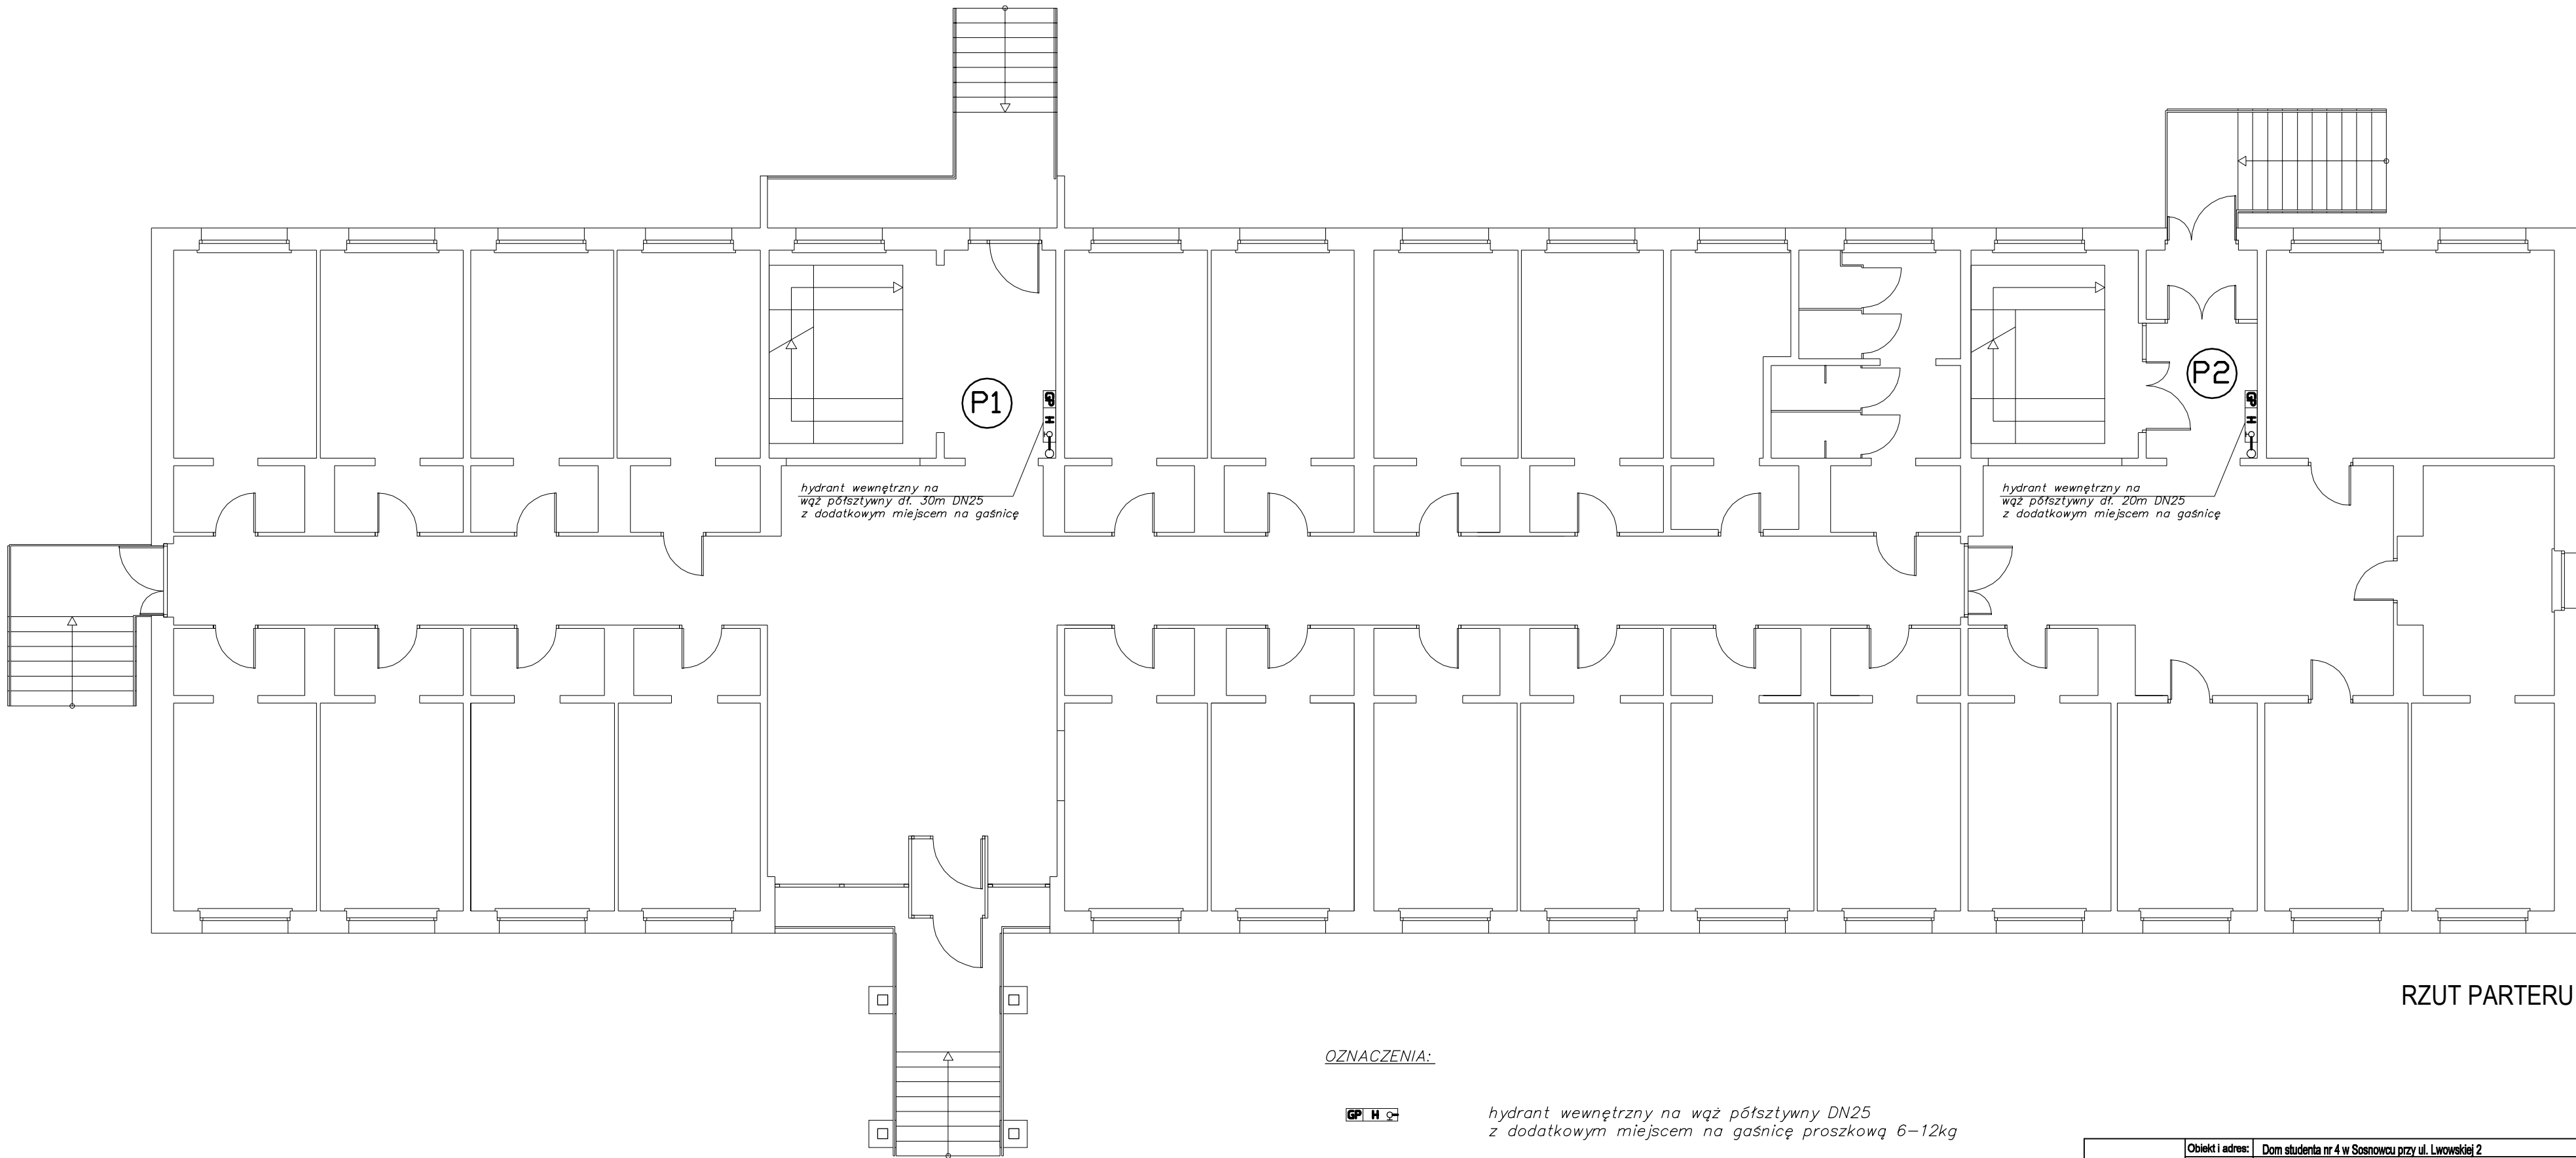 P1
GP H
hydrant wewnętrzny na
wąż półsztywny dł. 30m DN25
z dodatkowym miejscem na gaśnicę
P2
GP H
hydrant wewnętrzny na
wąż półsztywny dł. 20m DN25
z dodatkowym miejscem na gaśnicę
RZUT PARTERU
OZNACZENIA:
GP H
hydrant wewnętrzny na wąż półsztywny DN25
z dodatkowym miejscem na gaśnicę proszkową 6-12kg
Obiekt i adres: Dom studenta nr 4 w Sosnowcu przy ul. Lwowskiej 2